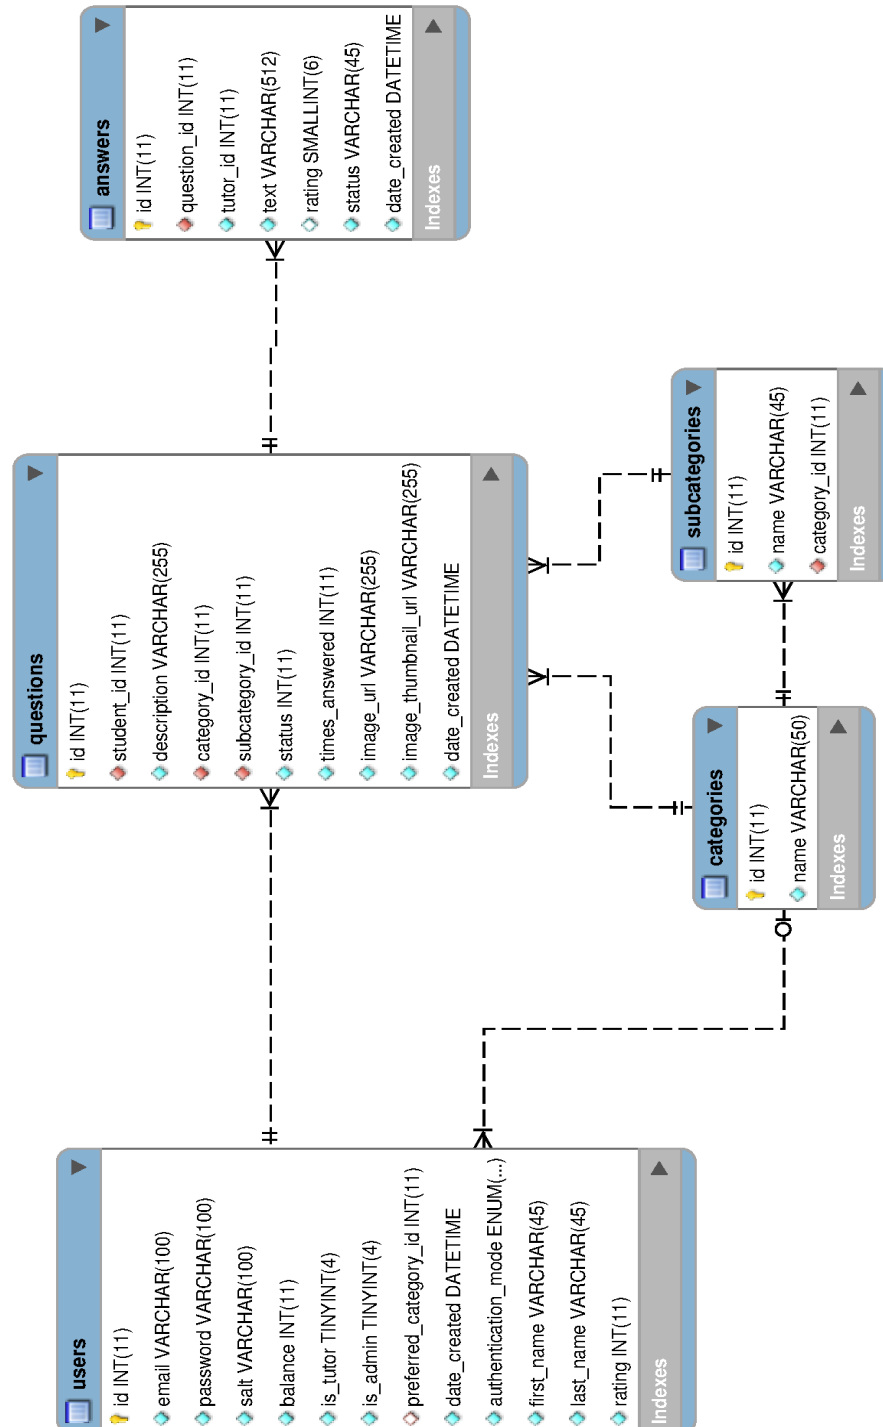 users
id INT(11)
email VARCHAR(100)
password VARCHAR(100)
salt VARCHAR(100)
balance INT(11)
is_tutor TINYINT(4)
is_admin TINYINT(4)
preferred_category_id INT(11)
date_created DATETIME
authentication_mode ENUM(...)
first_name VARCHAR(45)
last_name VARCHAR(45)
rating INT(11)
Indexes
questions
id INT(11)
student_id INT(11)
description VARCHAR(255)
category_id INT(11)
subcategory_id INT(11)
status INT(11)
times_answered INT(11)
image_url VARCHAR(255)
image_thumbnail_url VARCHAR(255)
date_created DATETIME
Indexes
answers
id INT(11)
question_id INT(11)
tutor_id INT(11)
text VARCHAR(512)
rating SMALLINT(6)
status VARCHAR(45)
date_created DATETIME
Indexes
categories
id INT(11)
name VARCHAR(50)
Indexes
subcategories
id INT(11)
name VARCHAR(45)
category_id INT(11)
Indexes